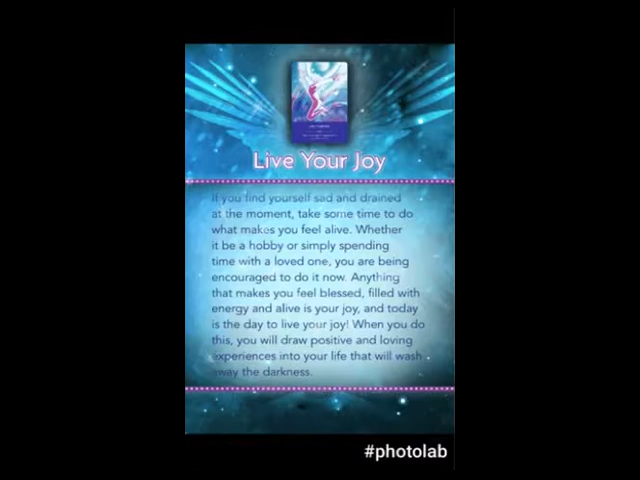 Live Your Joy
If you find yourself sad and drained
at the moment, take some time to do
what makes you feel alive. Whether
it be a hobby or simply spending
time with a loved one, you are being
encouraged to do it now. Anything
that makes you feel blessed, filled with
energy and alive is your joy, and today
is the day to live your joy! When you do
this, you will draw positive and loving
experiences into your life that will wash
away the darkness.
#photolab